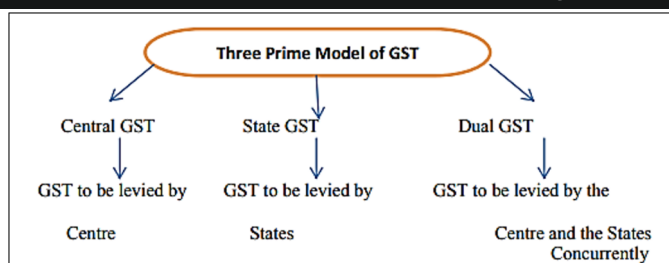 Three Prime Model of GST
Central GST
State GST
Dual GST
GST to be levied by
Centre
GST to be levied by
States
GST to be levied by the
Centre and the States
Concurrently